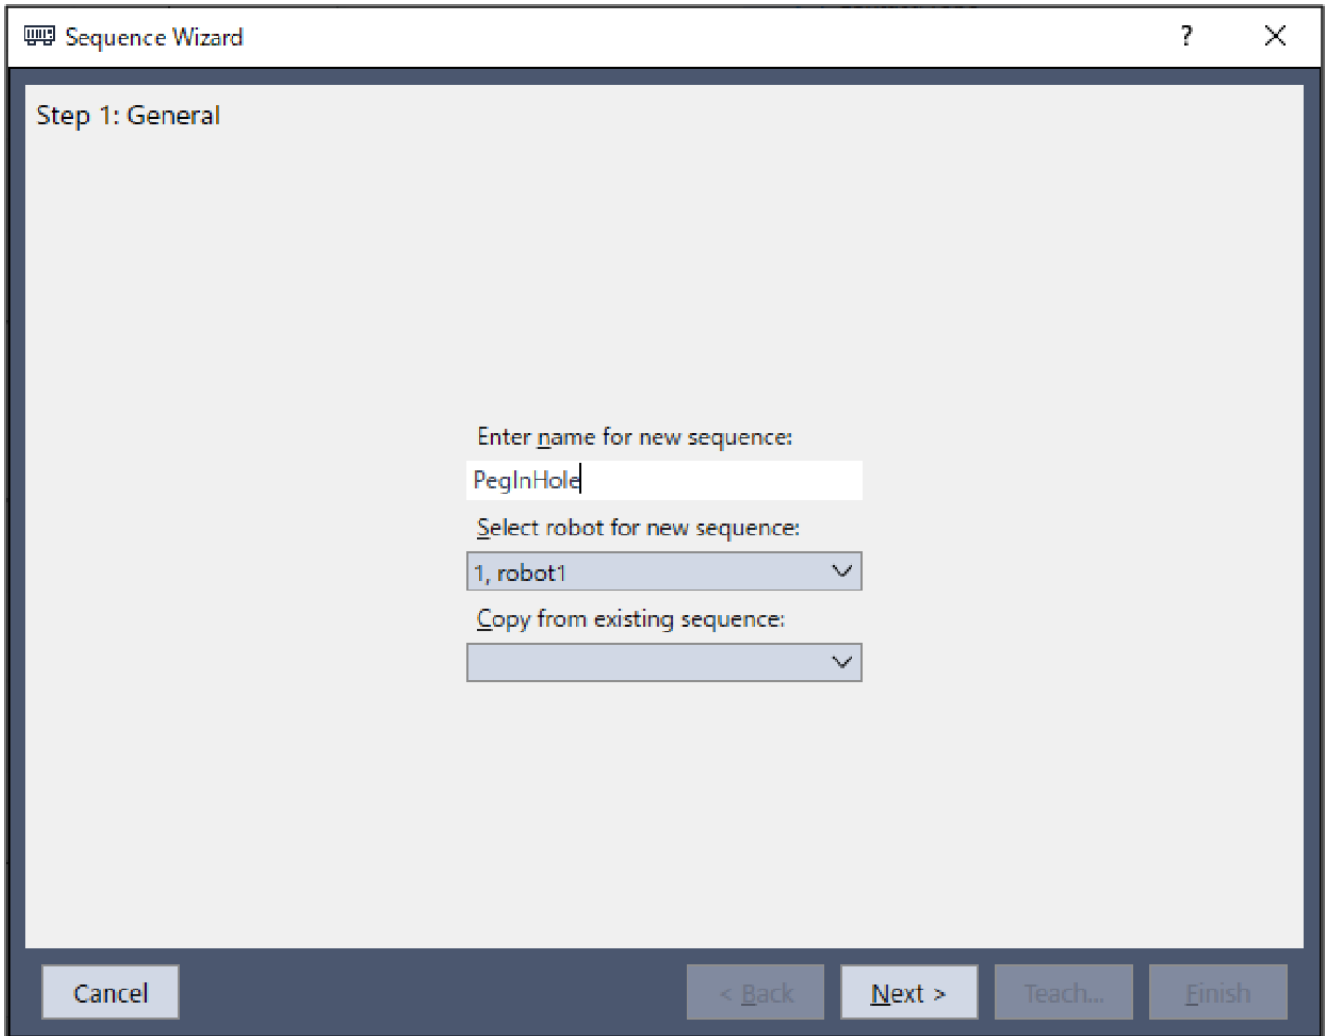 Sequence Wizard
?
Step 1: General
Enter name for new sequence:
PegInHole
Select robot for new sequence:
1, robot1
Copy from existing sequence:
Cancel
< Back
Next >
Teach...
Finish